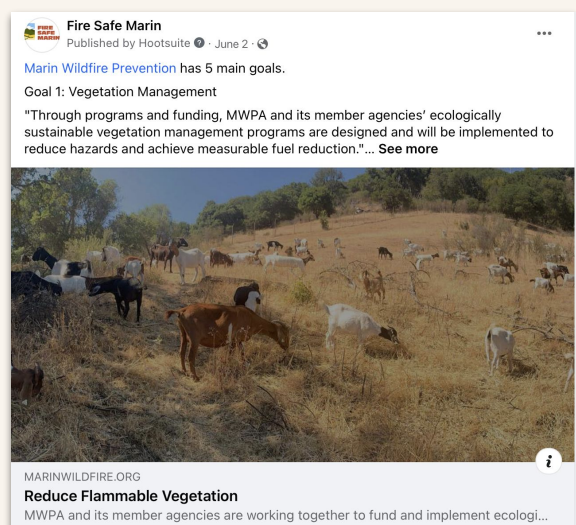 FIRE
SAFE
MARIN
Fire Safe Marin
Published by Hootsuite ? · June 2 ·
Marin Wildfire Prevention has 5 main goals.
Goal 1: Vegetation Management
"Through programs and funding, MWPA and its member agencies’ ecologically
sustainable vegetation management programs are designed and will be implemented to
reduce hazards and achieve measurable fuel reduction."... See more
i
MARINWILDFIRE.ORG
Reduce Flammable Vegetation
MWPA and its member agencies are working together to fund and implement ecologi...